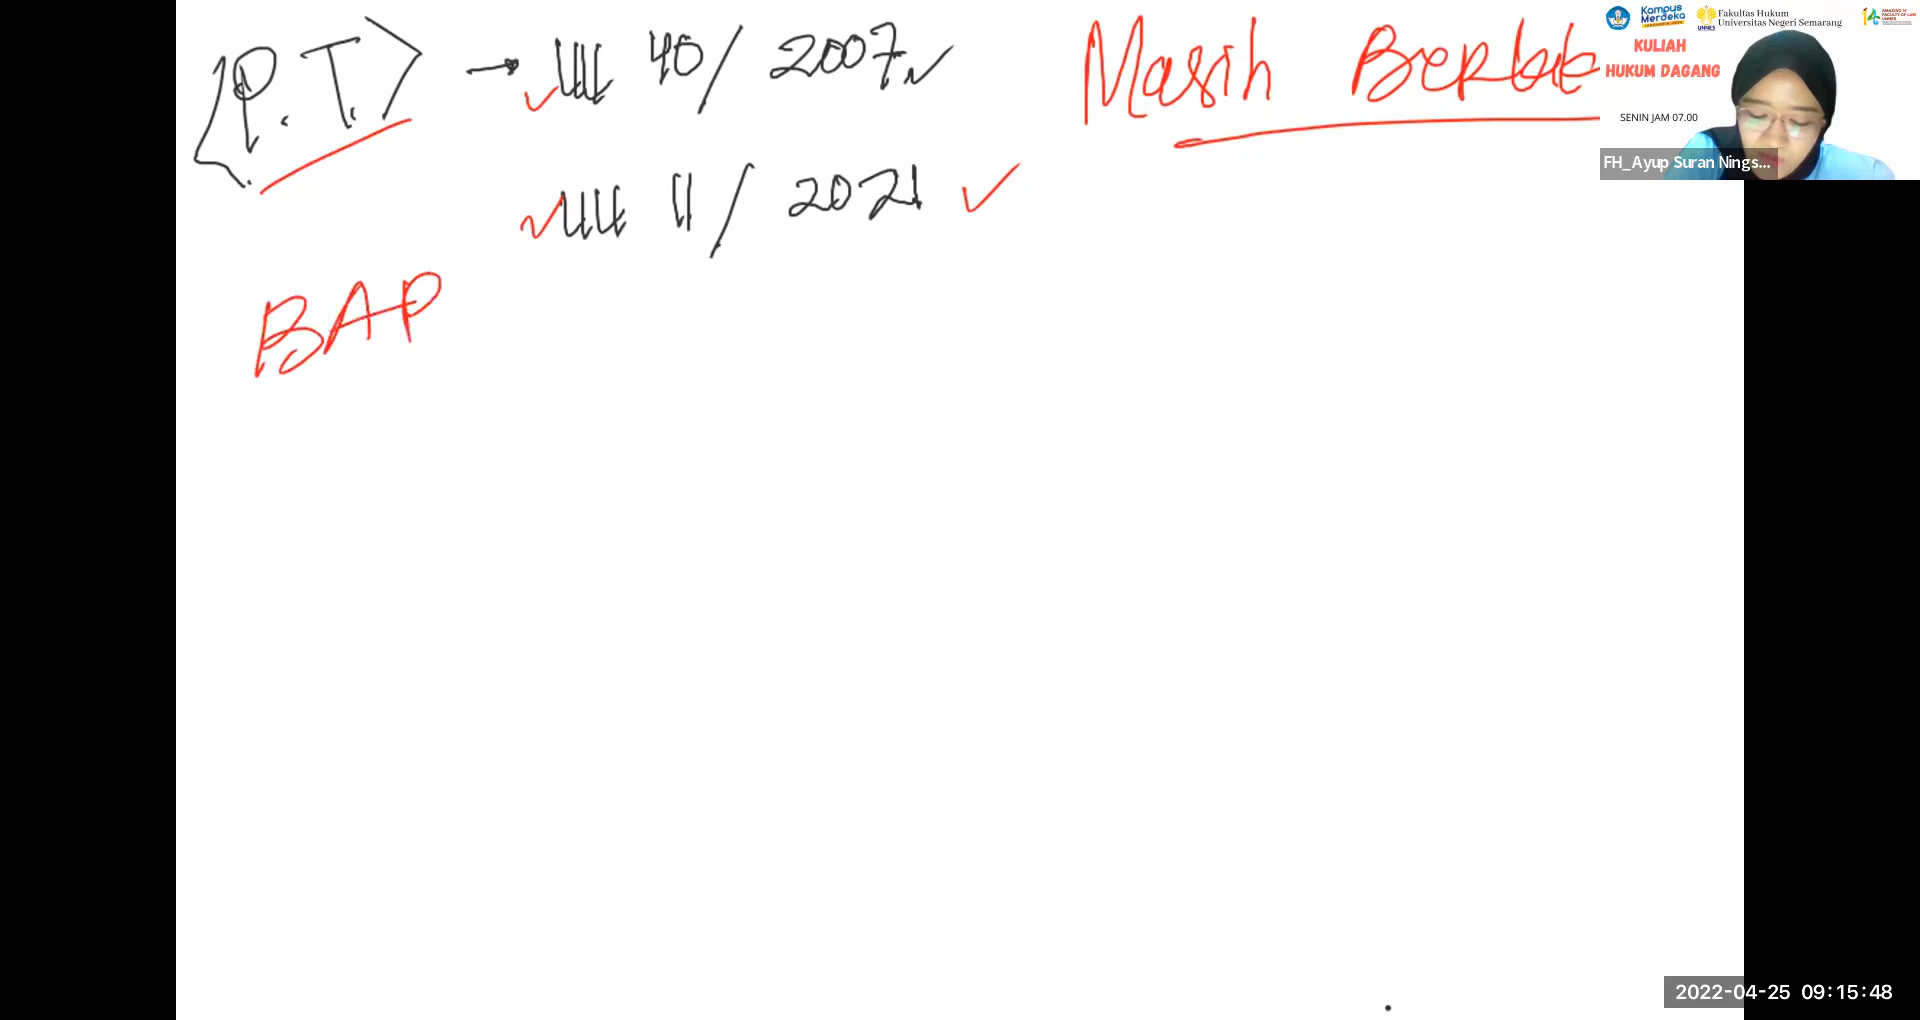 P.T. → UU 40/2007
Masih Berlak
UU 11/2021
BAP
Kampus
Merdeka
UNNES
Fakultas Hukum
Universitas Negeri Semarang
KULIAH
HUKUM DAGANG
SENIN JAM 07.00
FH_Ayup Suran Nings...
2022-04-25 09:15:48